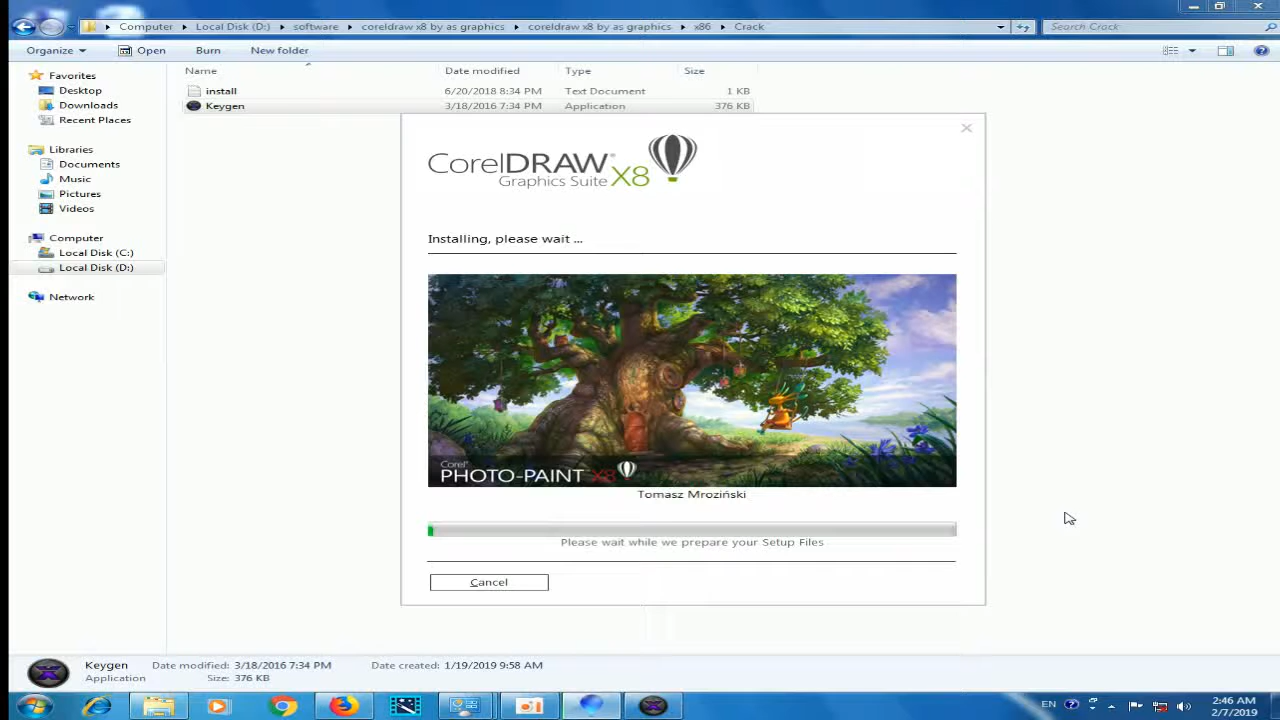 Computer ▸ Local Disk (D:) ▸ software ▸ coreldraw x8 by as graphics ▸ coreldraw x8 by as graphics ▸ x86 ▸ Crack
Search Crack
Organize Open Burn New folder
Name Date modified Type Size
install 6/20/2018 8:34 PM Text Document 1 KB
Keygen 3/18/2016 7:34 PM Application 376 KB
Favorites
Desktop
Downloads
Recent Places
Libraries
Documents
Music
Pictures
Videos
Computer
Local Disk (C:)
Local Disk (D:)
Network
CorelDRAW®
Graphics Suite X8
Installing, please wait ...
Corel®
PHOTO-PAINT X8
Tomasz Mroziński
Please wait while we prepare your Setup Files
Cancel
Keygen Date modified: 3/18/2016 7:34 PM Date created: 1/19/2019 9:58 AM
Application Size: 376 KB
EN 2:46 AM
2/7/2019